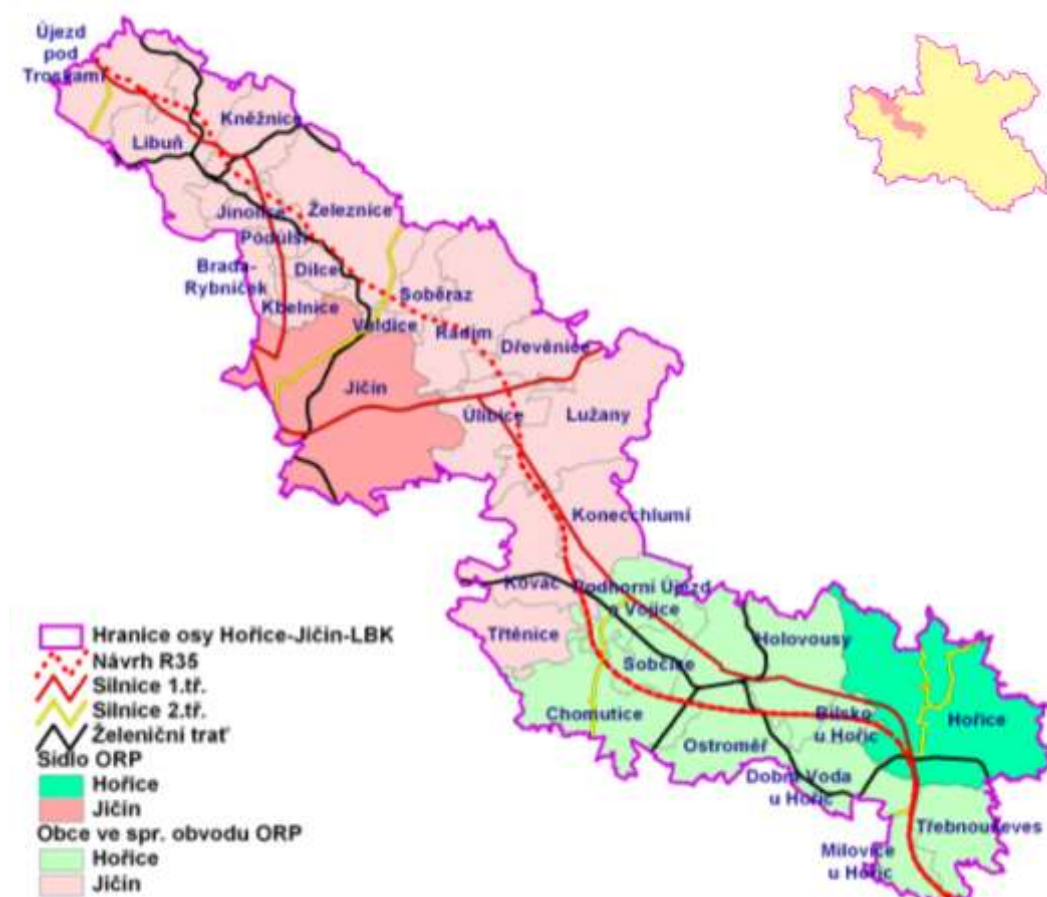 Újezd
pod
Troskami
Kněžnice
Libuň
Jinolice
Železnice
Podůlší
Brada-
Rybníček
Dílce
Kbelnice
Soběraz
Valdice
Radim
Dřevěnice
Jičín
Úlibice
Lužany
Konecchlumí
Kovač
Podhorní Újezd
a Vojice
Třtěnice
Holovousy
Sobčice
Chomutice
Bílsko
u Hořic
Hořice
Ostroměř
Dobrá Voda
u Hořic
Třebnouševes
Milovice
u Hořic
Hranice osy Hořice-Jičín-LBK
Návrh R35
Silnice 1.tř.
Silnice 2.tř.
Želeniční trať
Sídlo ORP
Hořice
Jičín
Obce ve spr. obvodu ORP
Hořice
Jičín